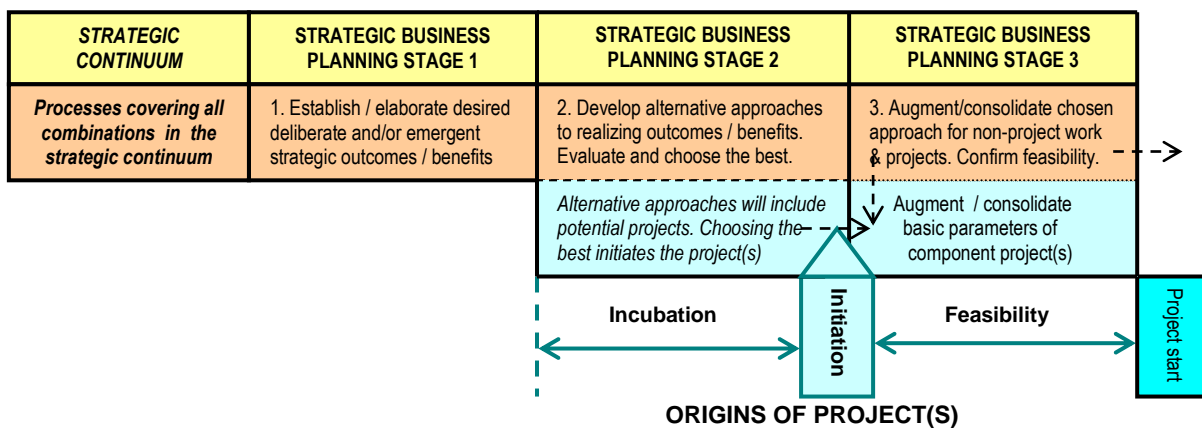 STRATEGIC
CONTINUUM
STRATEGIC BUSINESS
PLANNING STAGE 1
STRATEGIC BUSINESS
PLANNING STAGE 2
STRATEGIC BUSINESS
PLANNING STAGE 3
Processes covering all
combinations in the
strategic continuum
1. Establish / elaborate desired
deliberate and/or emergent
strategic outcomes / benefits
2. Develop alternative approaches
to realizing outcomes / benefits.
Evaluate and choose the best.
3. Augment/consolidate chosen
approach for non-project work
& projects. Confirm feasibility.
Alternative approaches will include
potential projects. Choosing the
best initiates the project(s)
Augment / consolidate
basic parameters of
component project(s)
Incubation
Initiation
Feasibility
Project start
ORIGINS OF PROJECT(S)